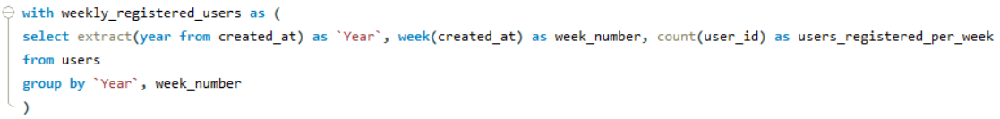 with weekly_registered_users as (
select extract(year from created_at) as `Year`, week(created_at) as week_number, count(user_id) as users_registered_per_week
from users
group by `Year`, week_number
)